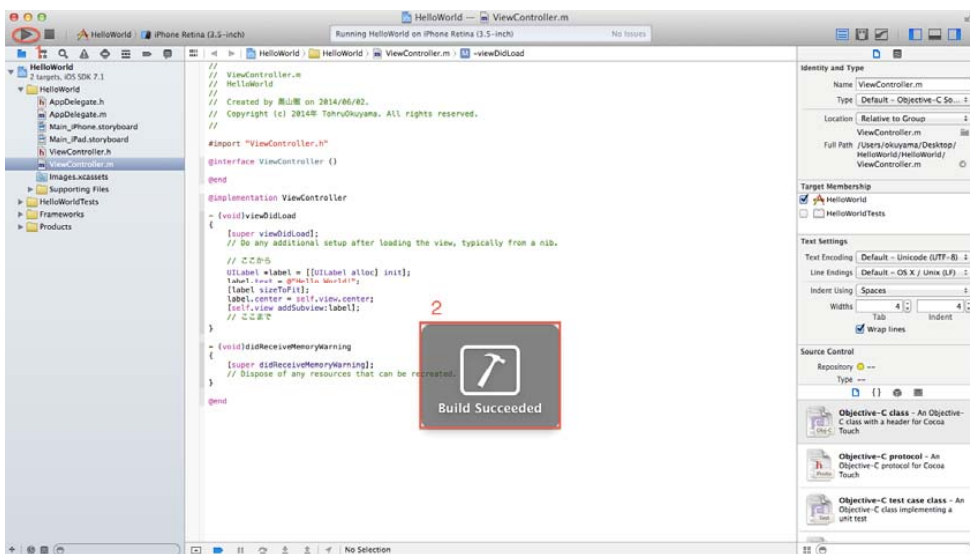 HelloWorld — ViewController.m
HelloWorld iPhone Retina (3.5-inch)
Running HelloWorld on iPhone Retina (3.5-inch)
No Issues
1
HelloWorld
2 targets, iOS SDK 7.1
HelloWorld
AppDelegate.h
AppDelegate.m
Main_iPhone.storyboard
Main_iPad.storyboard
ViewController.h
ViewController.m
Images.xcassets
Supporting Files
HelloWorldTests
Frameworks
Products
HelloWorld HelloWorld ViewController.m -viewDidLoad
//
// ViewController.m
// HelloWorld
//
// Created by 奥山徹 on 2014/06/02.
// Copyright (c) 2014年 TohruOkuyama. All rights reserved.
//
#import "ViewController.h"
@interface ViewController ()
@end
@implementation ViewController
- (void)viewDidLoad
{
[super viewDidLoad];
// Do any additional setup after loading the view, typically from a nib.
// ここから
UILabel *label = [[UILabel alloc] init];
label.text = @"Hello World!";
[label sizeToFit];
label.center = self.view.center;
[self.view addSubview:label];
// ここまで
}
- (void)didReceiveMemoryWarning
{
[super didReceiveMemoryWarning];
// Dispose of any resources that can be recreated.
}
@end
2
Build Succeeded
No Selection
Identity and Type
Name ViewController.m
Type Default - Objective-C So...
Location Relative to Group
ViewController.m
Full Path /Users/okuyama/Desktop/
HelloWorld/HelloWorld/
ViewController.m
Target Membership
HelloWorld
HelloWorldTests
Text Settings
Text Encoding Default - Unicode (UTF-8)
Line Endings Default - OS X / Unix (LF)
Indent Using Spaces
Widths 4 4
Tab Indent
Wrap lines
Source Control
Repository --
Type --
Objective-C class - An Objective-
C class with a header for Cocoa
Touch
Objective-C protocol - An
Objective-C protocol for Cocoa
Touch
Objective-C test case class - An
Objective-C class implementing a
unit test